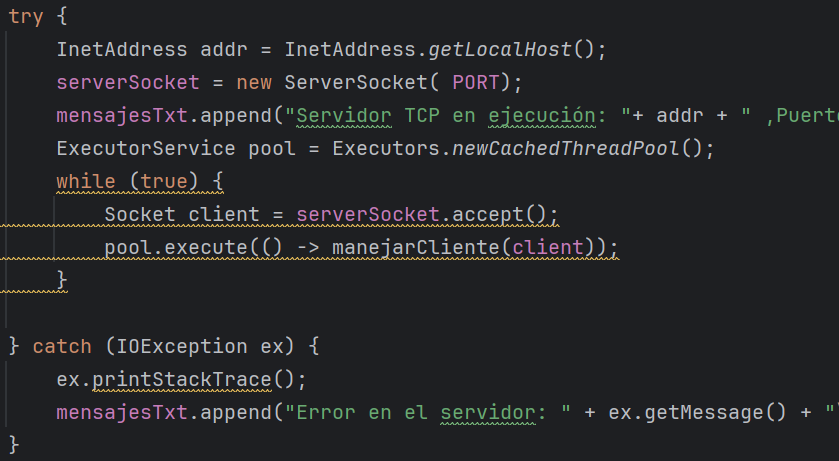 try {
InetAddress addr = InetAddress.getLocalHost();
serverSocket = new ServerSocket( PORT);
mensajesTxt.append("Servidor TCP en ejecución: "+ addr + " ,Puerto
ExecutorService pool = Executors.newCachedThreadPool();
while (true) {
Socket client = serverSocket.accept();
pool.execute(() -> manejarCliente(client));
}
} catch (IOException ex) {
ex.printStackTrace();
mensajesTxt.append("Error en el servidor: " + ex.getMessage() + "\
}